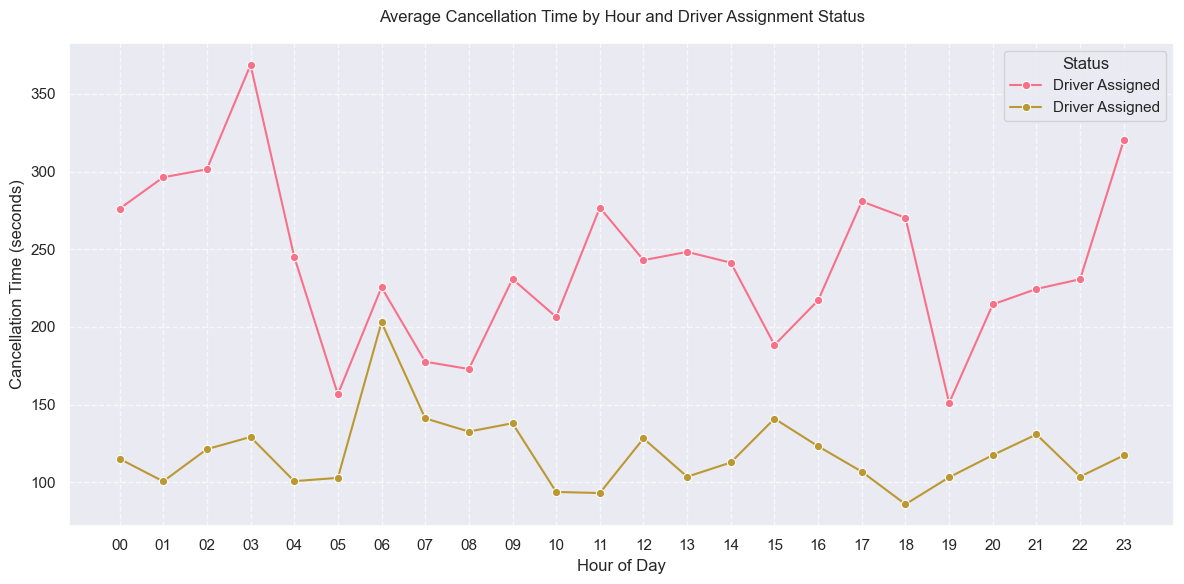 Average Cancellation Time by Hour and Driver Assignment Status
Status
Driver Assigned
Driver Assigned
Cancellation Time (seconds)
350
300
250
200
150
100
00 01 02 03 04 05 06 07 08 09 10 11 12 13 14 15 16 17 18 19 20 21 22 23
Hour of Day